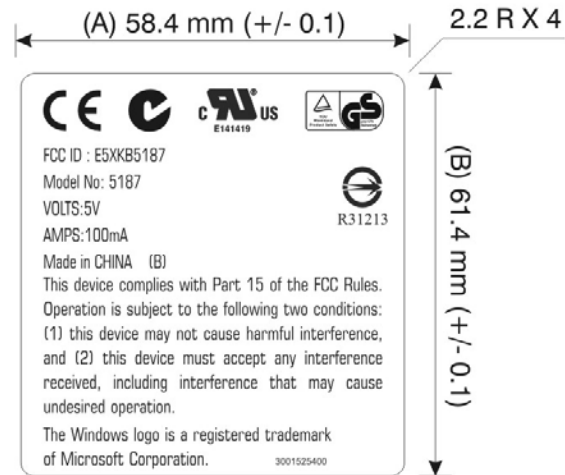 (A) 58.4 mm (+/- 0.1)
2.2 R X 4
CE
c RU US
E141419
GS
FCC ID : E5XKB5187
Model No: 5187
VOLTS:5V
R31213
AMPS:100mA
Made in CHINA (B)
This device complies with Part 15 of the FCC Rules.
Operation is subject to the following two conditions:
(1) this device may not cause harmful interference,
and (2) this device must accept any interference
received, including interference that may cause
undesired operation.
The Windows logo is a registered trademark
of Microsoft Corporation.
3001525400
(B) 61.4 mm (+/- 0.1)